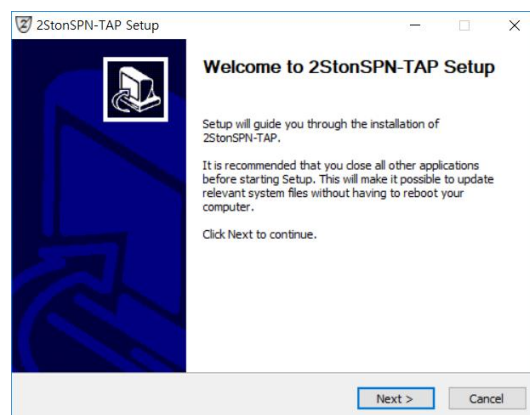 2StonSPN-TAP Setup
Welcome to 2StonSPN-TAP Setup
Setup will guide you through the installation of
2StonSPN-TAP.
It is recommended that you close all other applications
before starting Setup. This will make it possible to update
relevant system files without having to reboot your
computer.
Click Next to continue.
Next >
Cancel